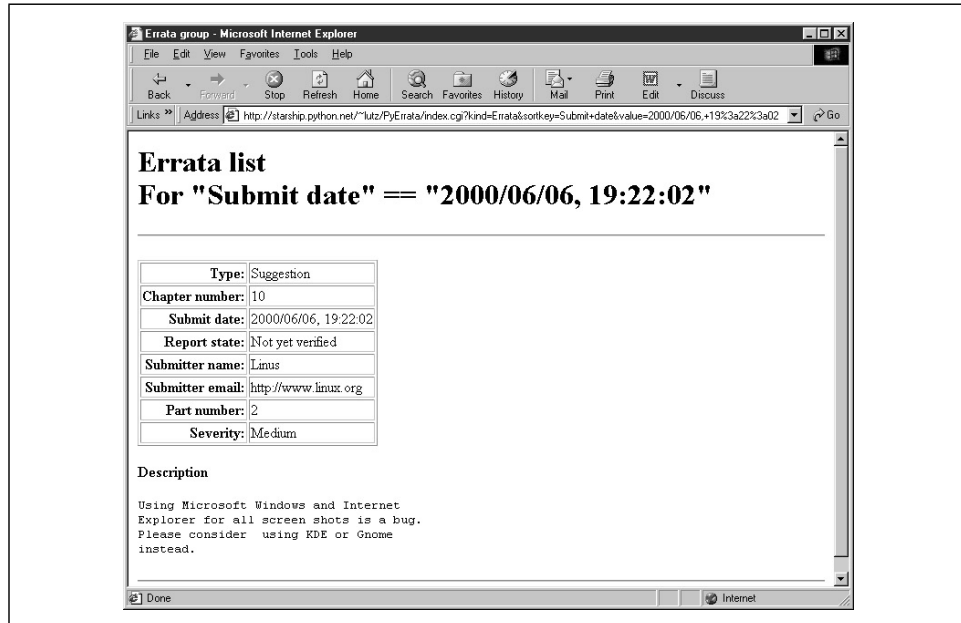 Errata group - Microsoft Internet Explorer
File Edit View Favorites Tools Help
Back Forward Stop Refresh Home Search Favorites History Mail Print Edit Discuss
Links » Address http://starship.python.net/~lutz/PyErrata/index.cgi?kind=Errata&sortkey=Submit+date&value=2000/06/06,+19%3a22%3a02 Go
Errata list
For "Submit date" == "2000/06/06, 19:22:02"
Type: Suggestion
Chapter number: 10
Submit date: 2000/06/06, 19:22:02
Report state: Not yet verified
Submitter name: Linus
Submitter email: http://www.linux.org
Part number: 2
Severity: Medium
Description
Using Microsoft Windows and Internet
Explorer for all screen shots is a bug.
Please consider  using KDE or Gnome
instead.
Done Internet